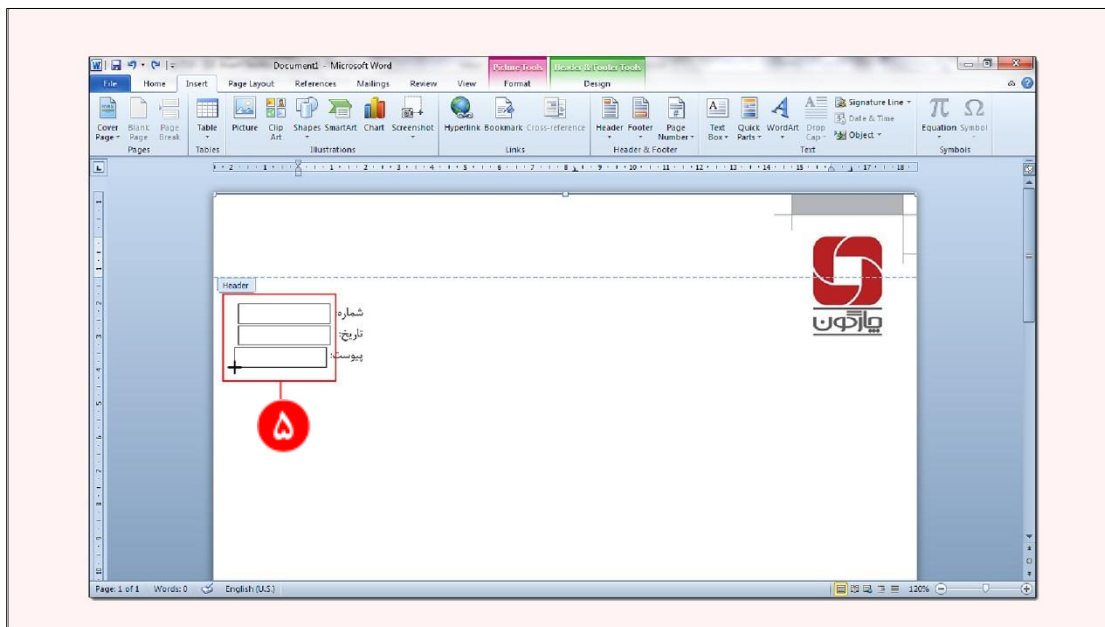 Document1 - Microsoft Word
Picture Tools
Header & Footer Tools
File Home Insert Page Layout References Mailings Review View Format Design
Cover Page Blank Page Page Break Table Picture Clip Art Shapes SmartArt Chart Screenshot Hyperlink Bookmark Cross-reference Header Footer Page Number Text Box Quick Parts WordArt Drop Cap Signature Line Date & Time Object Equation Symbol
Pages Tables Illustrations Links Header & Footer Text Symbols
چارگون
Header
شماره:
تاریخ:
پیوست:
۵
Page: 1 of 1 Words: 0 English (U.S.) 120%